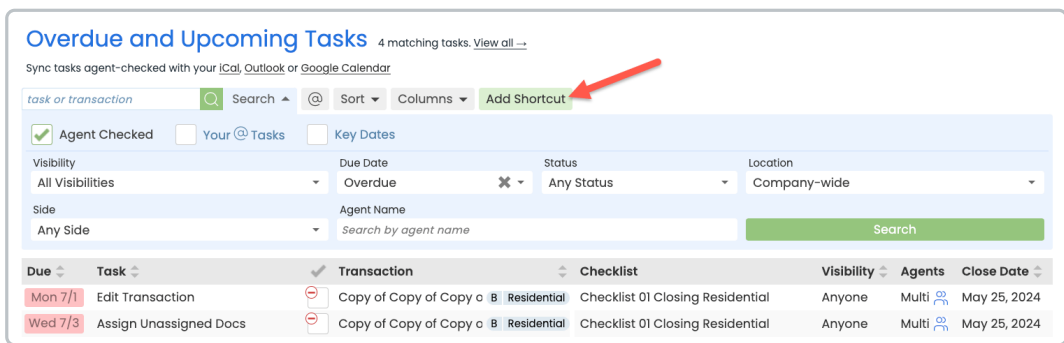 Overdue and Upcoming Tasks 4 matching tasks. View all →
Sync tasks agent-checked with your iCal, Outlook or Google Calendar
task or transaction Search @ Sort Columns Add Shortcut
Agent Checked Your @ Tasks Key Dates
Visibility Due Date Status Location
All Visibilities Overdue Any Status Company-wide
Side Agent Name
Any Side Search by agent name Search
Due Task Transaction Checklist Visibility Agents Close Date
Mon 7/1 Edit Transaction Copy of Copy of Copy o B Residential Checklist 01 Closing Residential Anyone Multi May 25, 2024
Wed 7/3 Assign Unassigned Docs Copy of Copy of Copy o B Residential Checklist 01 Closing Residential Anyone Multi May 25, 2024